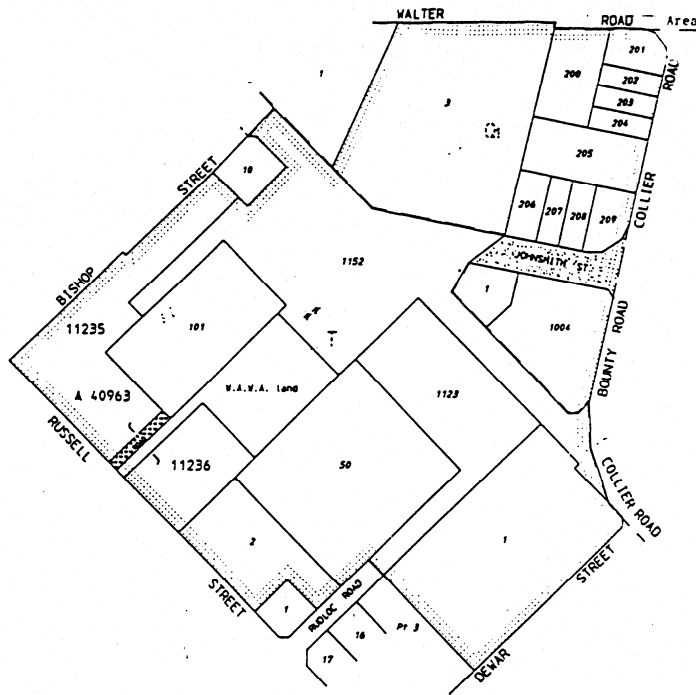 WALTER ROAD Area
1
3
200
201
202
203
204
205
206
207
208
209
COLLIER ROAD
JOHNSMITH ST
1
1004
BOUNTY ROAD
COLLIER ROAD
BISHOP STREET
10
1152
11235
101
A 40963
W.A.W.A. land
1123
RUSSELL STREET
11236
50
2
1
1
RUDLOC ROAD
Pt 3
16
17
DEWAR STREET